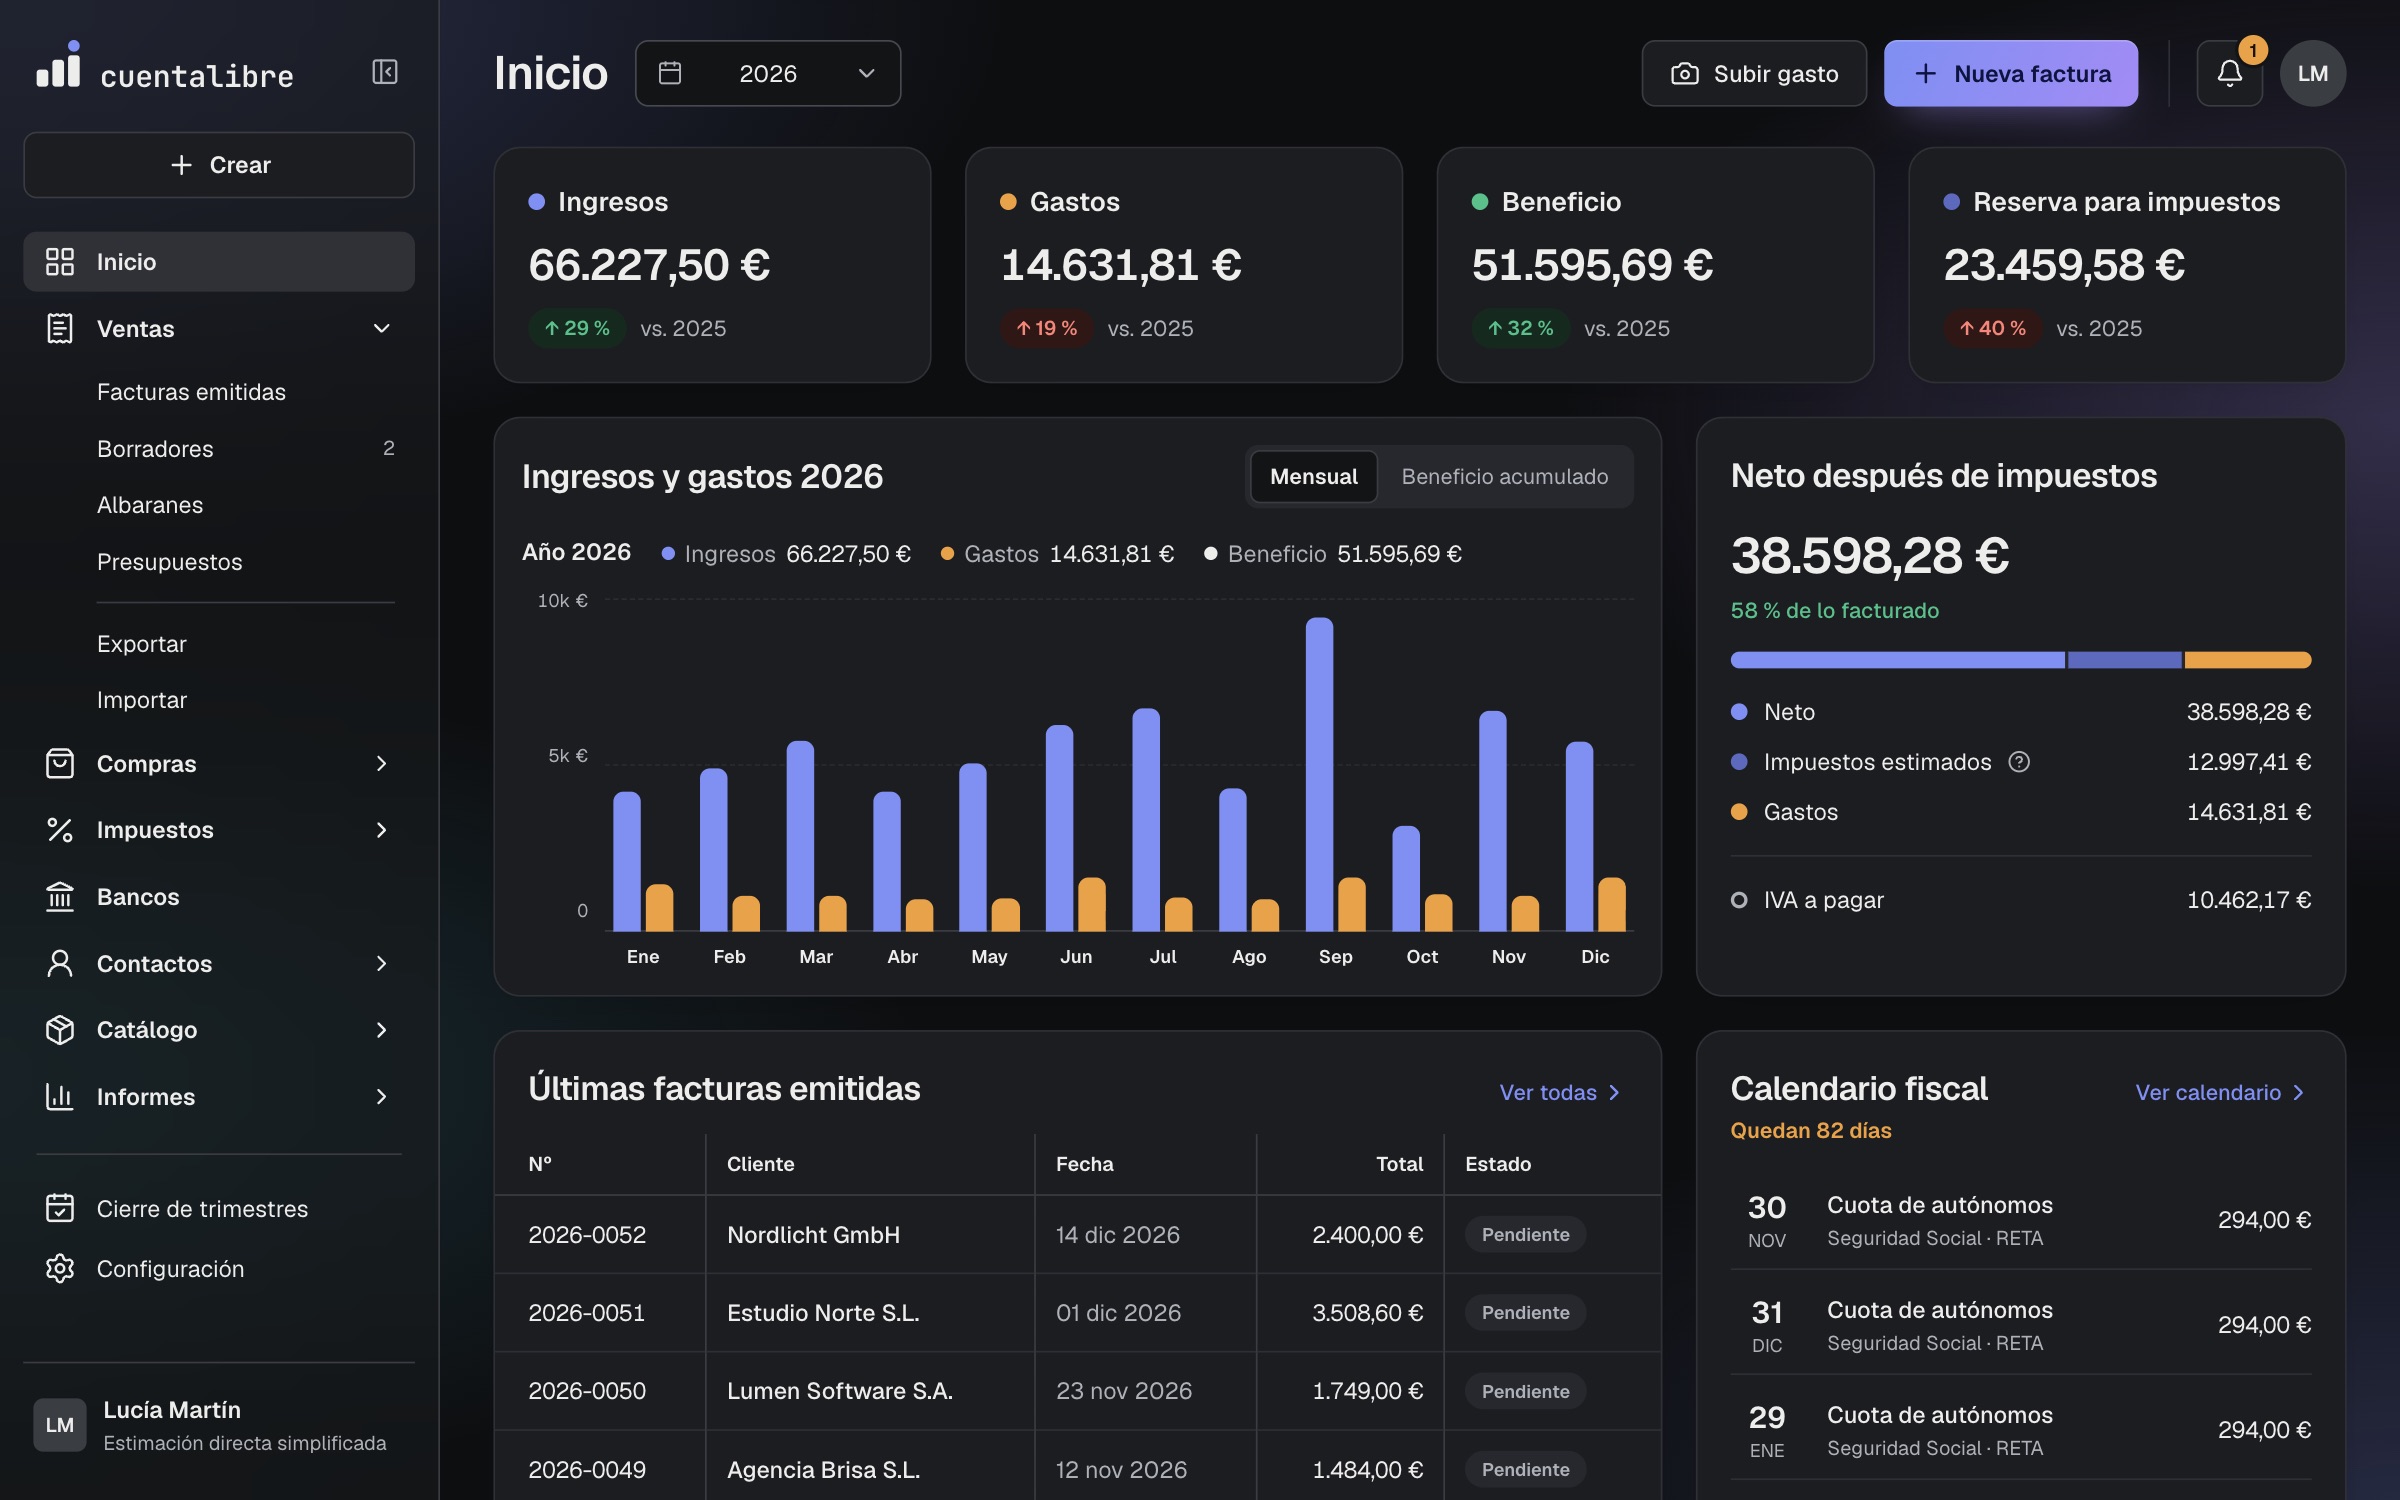 cuentalibre
Crear
Inicio
Ventas
Facturas emitidas
Borradores 2
Albaranes
Presupuestos
Exportar
Importar
Compras
Impuestos
Bancos
Contactos
Catálogo
Informes
Cierre de trimestres
Configuración
LM
Lucía Martín
Estimación directa simplificada
Inicio
2026
Subir gasto
Nueva factura
1
LM
Ingresos
66.227,50 €
↑ 29 % vs. 2025
Gastos
14.631,81 €
↑ 19 % vs. 2025
Beneficio
51.595,69 €
↑ 32 % vs. 2025
Reserva para impuestos
23.459,58 €
↑ 40 % vs. 2025
Ingresos y gastos 2026
Mensual
Beneficio acumulado
Año 2026 Ingresos 66.227,50 € Gastos 14.631,81 € Beneficio 51.595,69 €
10k €
5k €
0
Ene Feb Mar Abr May Jun Jul Ago Sep Oct Nov Dic
Neto después de impuestos
38.598,28 €
58 % de lo facturado
Neto 38.598,28 €
Impuestos estimados 12.997,41 €
Gastos 14.631,81 €
IVA a pagar 10.462,17 €
Últimas facturas emitidas
Ver todas
Nº Cliente Fecha Total Estado
2026-0052 Nordlicht GmbH 14 dic 2026 2.400,00 € Pendiente
2026-0051 Estudio Norte S.L. 01 dic 2026 3.508,60 € Pendiente
2026-0050 Lumen Software S.A. 23 nov 2026 1.749,00 € Pendiente
2026-0049 Agencia Brisa S.L. 12 nov 2026 1.484,00 € Pendiente
Calendario fiscal
Ver calendario
Quedan 82 días
30 NOV
Cuota de autónomos
Seguridad Social · RETA
294,00 €
31 DIC
Cuota de autónomos
Seguridad Social · RETA
294,00 €
29 ENE
Cuota de autónomos
Seguridad Social · RETA
294,00 €